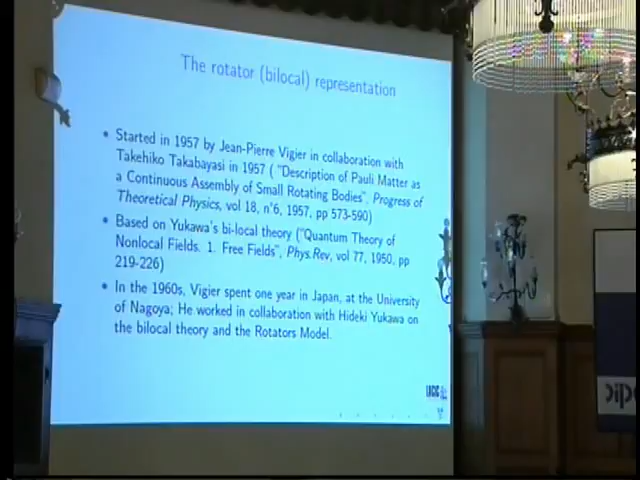 The rotator (bilocal) representation
• Started in 1957 by Jean-Pierre Vigier in collaboration with
Takehiko Takabayasi in 1957 ( "Description of Pauli Matter as
a Continuous Assembly of Small Rotating Bodies", Progress of
Theoretical Physics, vol 18, n°6, 1957, pp 573-590)
• Based on Yukawa's bi-local theory ("Quantum Theory of
Nonlocal Fields. 1. Free Fields", Phys.Rev, vol 77, 1950, pp
219-226)
• In the 1960s, Vigier spent one year in Japan, at the University
of Nagoya; He worked in collaboration with Hideki Yukawa on
the bilocal theory and the Rotators Model.
dipc